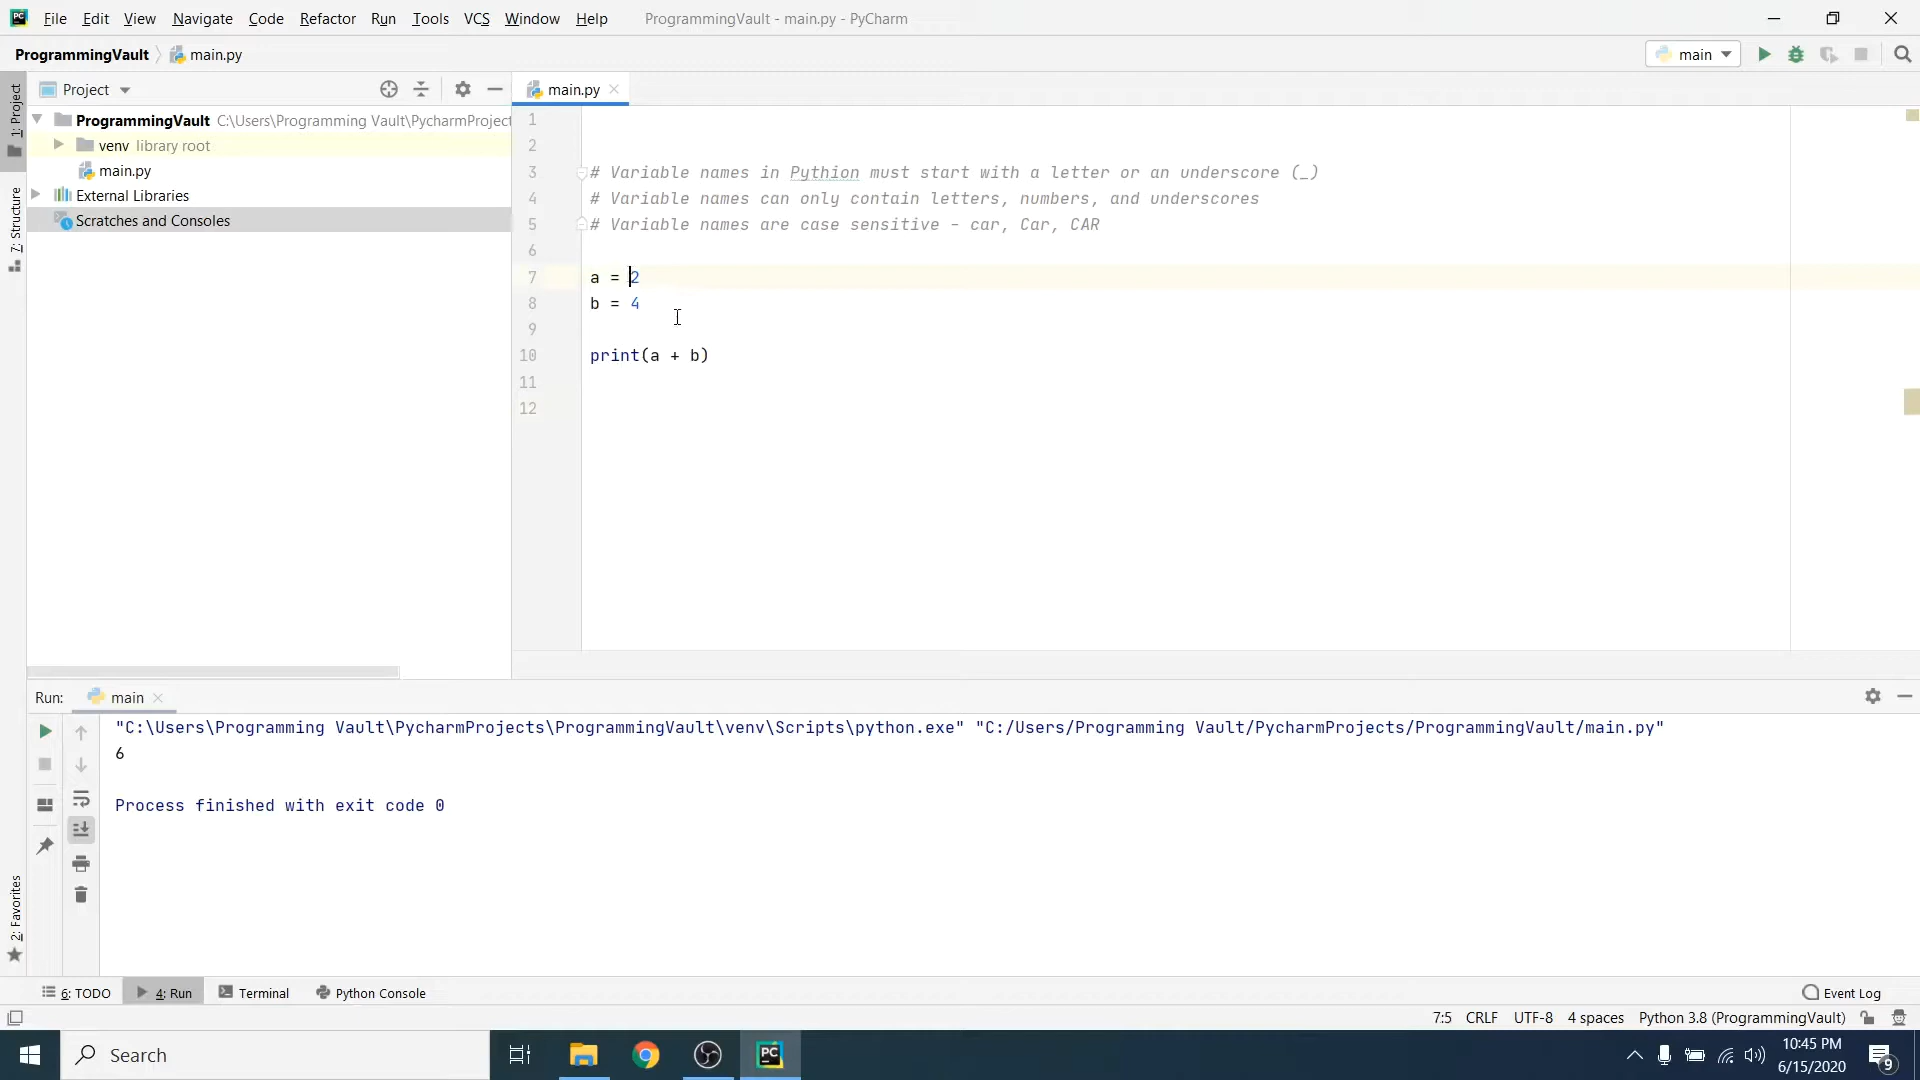 PC File Edit View Navigate Code Refactor Run Tools VCS Window Help ProgrammingVault - main.py - PyCharm
ProgrammingVault main.py main
1: Project
Project
main.py
ProgrammingVault C:\Users\Programming Vault\PycharmProject
venv library root
main.py
External Libraries
Scratches and Consoles
7: Structure
1
2
3 # Variable names in Pythion must start with a letter or an underscore (_)
4 # Variable names can only contain letters, numbers, and underscores
5 # Variable names are case sensitive - car, Car, CAR
6
7 a = 2
8 b = 4
9
10 print(a + b)
11
12
Run: main
"C:\Users\Programming Vault\PycharmProjects\ProgrammingVault\venv\Scripts\python.exe" "C:/Users/Programming Vault/PycharmProjects/ProgrammingVault/main.py"
6
Process finished with exit code 0
2: Favorites
6: TODO 4: Run Terminal Python Console Event Log
7:5 CRLF UTF-8 4 spaces Python 3.8 (ProgrammingVault)
Search PC 10:45 PM
6/15/2020 9